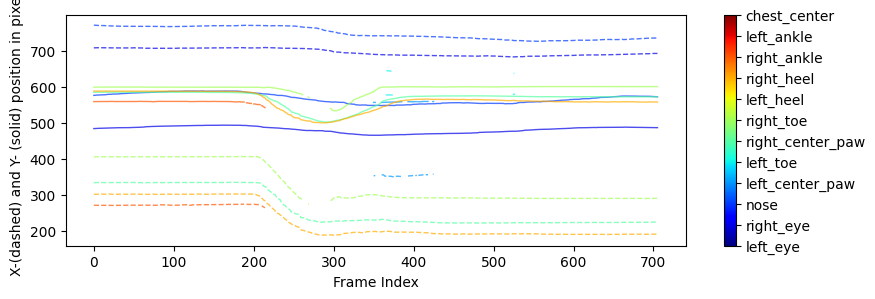 X-(dashed) and Y- (solid) position in pixe
700
600
500
400
300
200
0
100
200
300
400
500
600
700
Frame Index
chest_center
left_ankle
right_ankle
right_heel
left_heel
right_toe
right_center_paw
left_toe
left_center_paw
nose
right_eye
left_eye